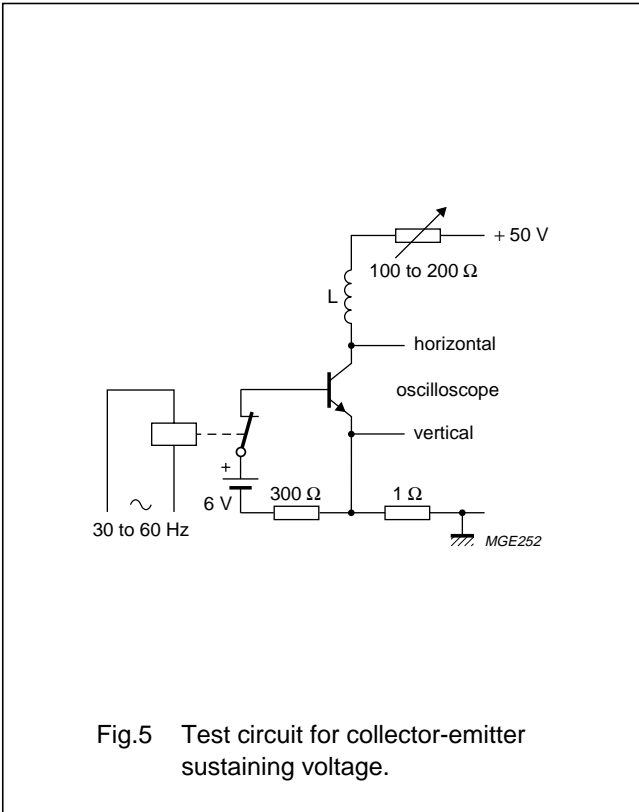 + 50 V
100 to 200 Ω
L
horizontal
oscilloscope
vertical
+
6 V
300 Ω
1 Ω
30 to 60 Hz
MGE252
Fig.5 Test circuit for collector-emitter
sustaining voltage.